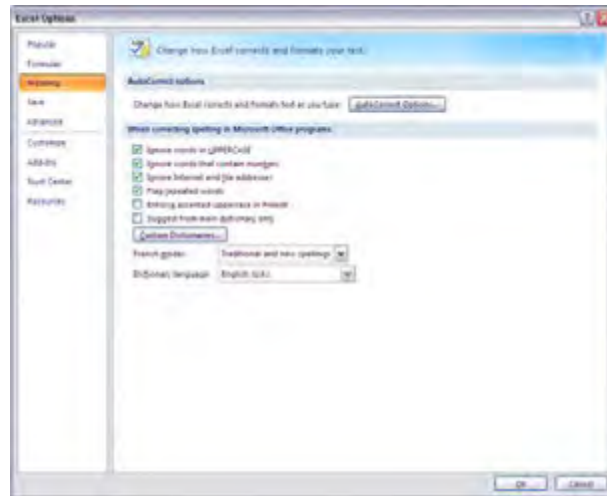 Excel Options
Popular
Formulas
Proofing
Save
Advanced
Customize
Add-Ins
Trust Center
Resources
Change how Excel corrects and formats your text.
AutoCorrect options
Change how Excel corrects and formats text as you type: AutoCorrect Options...
When correcting spelling in Microsoft Office programs
Ignore words in UPPERCASE
Ignore words that contain numbers
Ignore Internet and file addresses
Flag repeated words
Enforce accented uppercase in French
Suggest from main dictionary only
Custom Dictionaries...
French modes: Traditional and new spellings
Dictionary language: English (U.S.)
OK Cancel